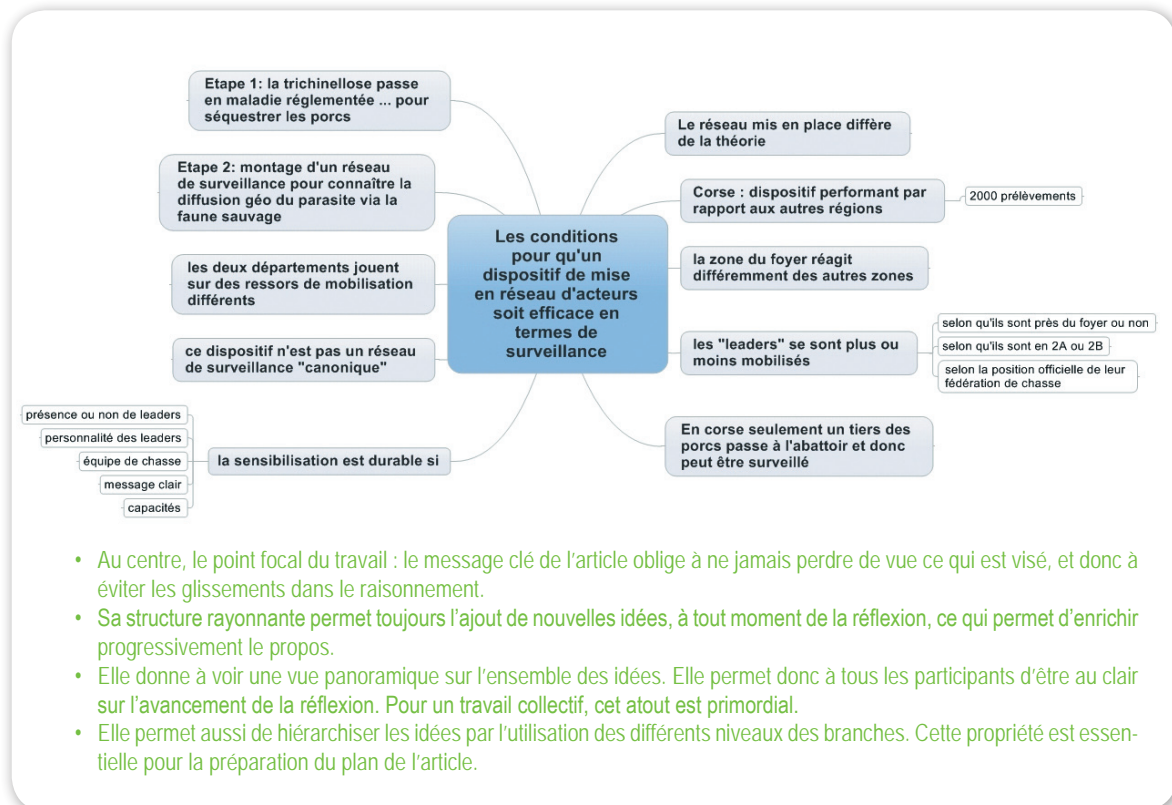 Etape 1: la trichinellose passe
en maladie réglementée ... pour
séquestrer les porcs
Etape 2: montage d'un réseau
de surveillance pour connaître la
diffusion géo du parasite via la
faune sauvage
les deux départements jouent
sur des ressors de mobilisation
différents
ce dispositif n'est pas un réseau
de surveillance "canonique"
présence ou non de leaders
personnalité des leaders
équipe de chasse
message clair
capacités
la sensibilisation est durable si
Les conditions
pour qu'un
dispositif de mise
en réseau d'acteurs
soit efficace en
termes de
surveillance
Le réseau mis en place diffère
de la théorie
Corse : dispositif performant par
rapport aux autres régions
2000 prélèvements
la zone du foyer réagit
différemment des autres zones
les "leaders" se sont plus ou
moins mobilisés
selon qu'ils sont près du foyer ou non
selon qu'ils sont en 2A ou 2B
selon la position officielle de leur
fédération de chasse
En corse seulement un tiers des
porcs passe à l'abattoir et donc
peut être surveillé
• Au centre, le point focal du travail : le message clé de l'article oblige à ne jamais perdre de vue ce qui est visé, et donc à
éviter les glissements dans le raisonnement.
• Sa structure rayonnante permet toujours l'ajout de nouvelles idées, à tout moment de la réflexion, ce qui permet d'enrichir
progressivement le propos.
• Elle donne à voir une vue panoramique sur l'ensemble des idées. Elle permet donc à tous les participants d'être au clair
sur l'avancement de la réflexion. Pour un travail collectif, cet atout est primordial.
• Elle permet aussi de hiérarchiser les idées par l'utilisation des différents niveaux des branches. Cette propriété est essen-
tielle pour la préparation du plan de l'article.